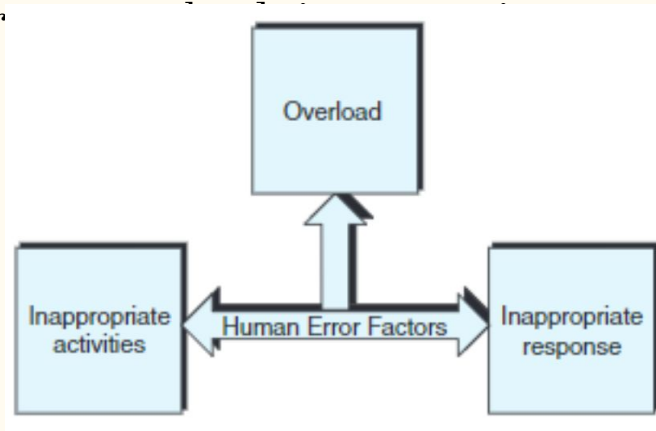 Overload
Inappropriate
activities
Human Error Factors
Inappropriate
response